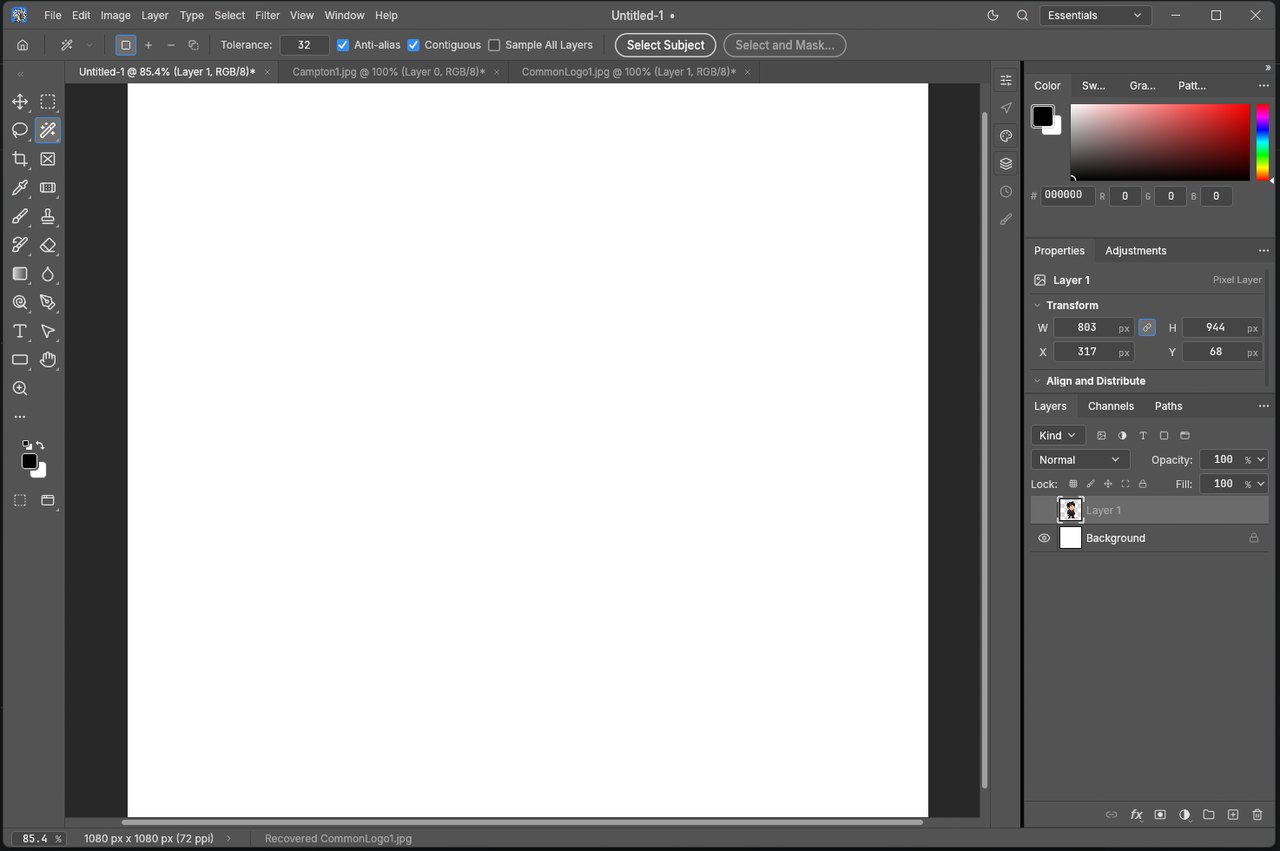 File Edit Image Layer Type Select Filter View Window Help
Untitled-1 •
Essentials
Tolerance: 32 Anti-alias Contiguous Sample All Layers Select Subject Select and Mask...
Untitled-1 @ 85.4% (Layer 1, RGB/8)* × Campton1.jpg @ 100% (Layer 0, RGB/8)* × CommonLogo1.jpg @ 100% (Layer 1, RGB/8)* ×
Color Sw... Gra... Patt...
# 000000 R 0 G 0 B 0
Properties Adjustments
Layer 1 Pixel Layer
Transform
W 803 px H 944 px
X 317 px Y 68 px
Align and Distribute
Layers Channels Paths
Kind
Normal Opacity: 100 %
Lock: Fill: 100 %
Layer 1
Background
fx
85.4 % 1080 px x 1080 px (72 ppi) Recovered CommonLogo1.jpg